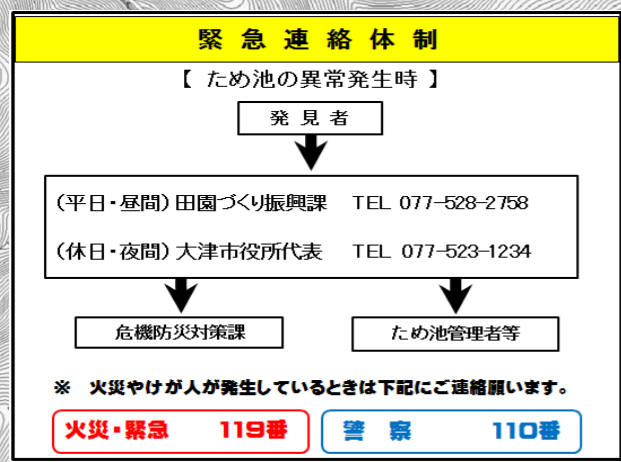 緊急連絡体制
【 ため池の異常発生時 】
発見者
(平日・昼間) 田園づくり振興課 TEL 077-528-2758
(休日・夜間) 大津市役所代表 TEL 077-523-1234
危機防災対策課 ため池管理者等
※ 火災やけが人が発生しているときは下記にご連絡願います。
火災・緊急 119番 警察 110番